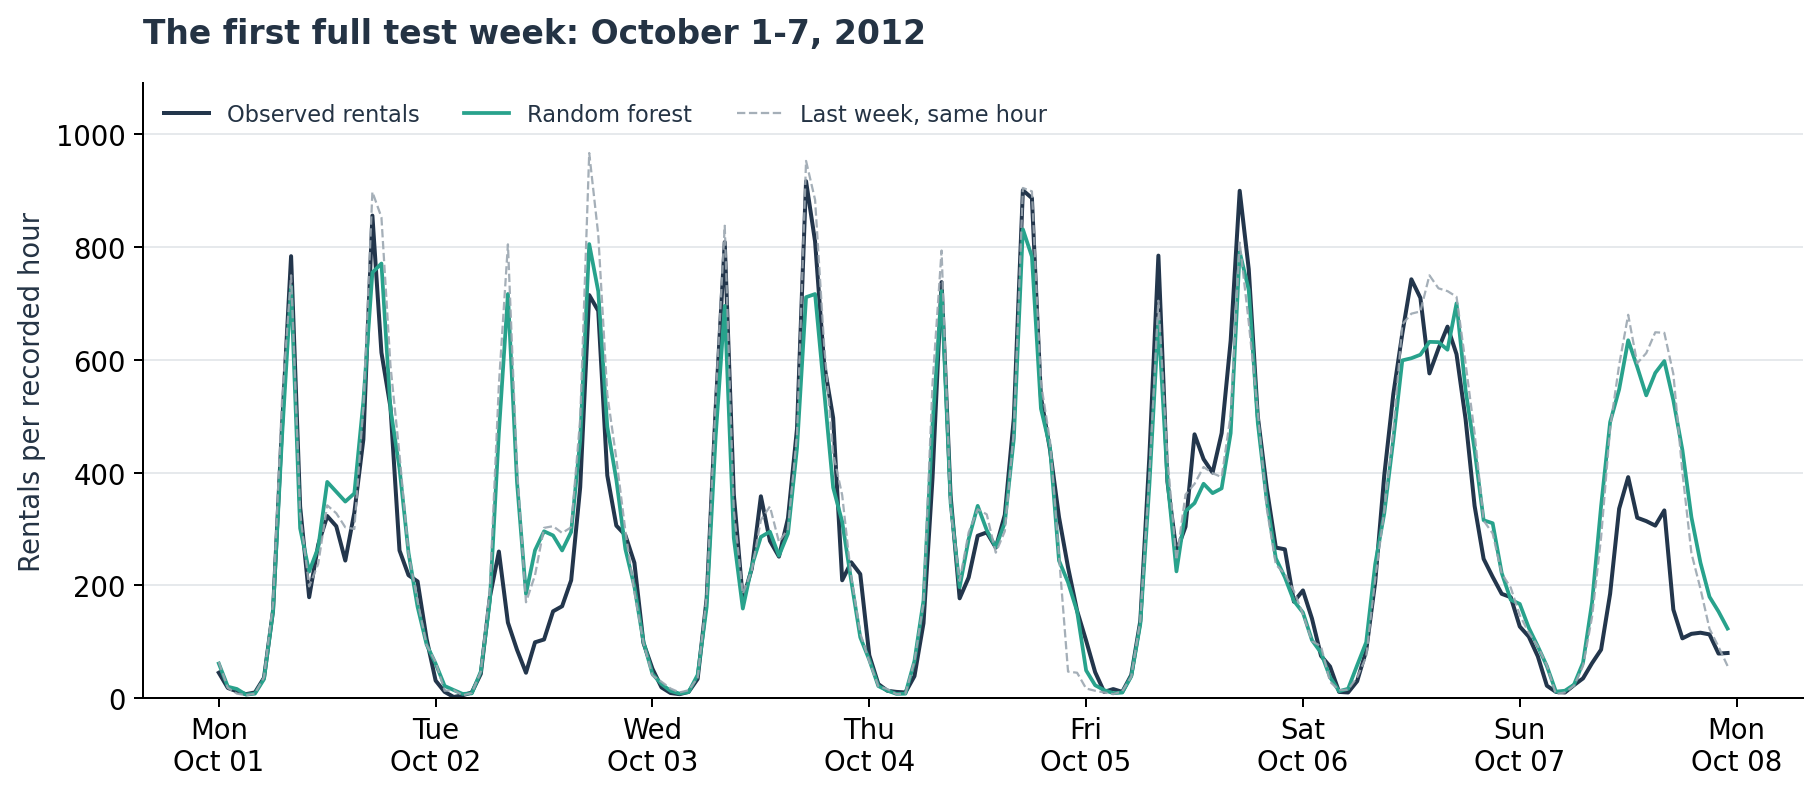 The first full test week: October 1-7, 2012
Observed rentals Random forest Last week, same hour
Rentals per recorded hour
1000
800
600
400
200
0
Mon Tue Wed Thu Fri Sat Sun Mon
Oct 01 Oct 02 Oct 03 Oct 04 Oct 05 Oct 06 Oct 07 Oct 08